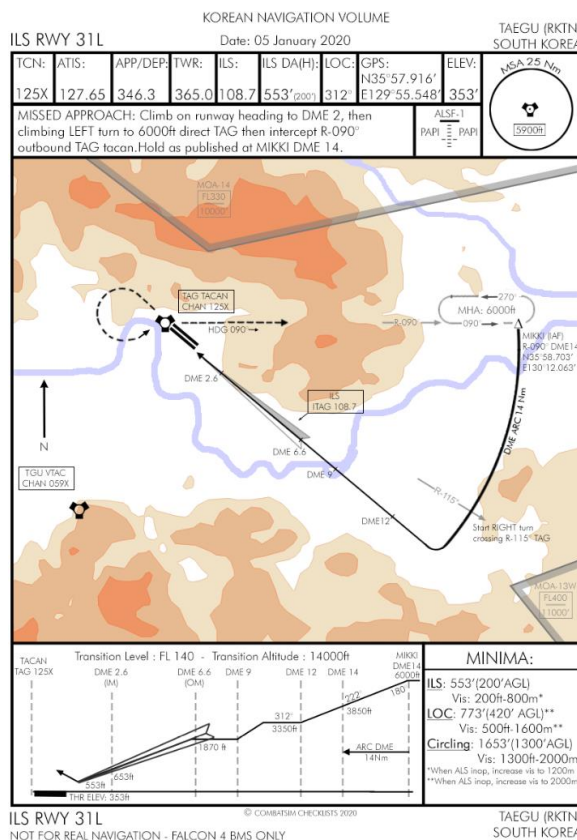 KOREAN NAVIGATION VOLUME
ILS RWY 31L
Date: 05 January 2020
TAEGU (RKTN)
SOUTH KOREA
TCN: ATIS: APP/DEP: TWR: ILS: ILS DA(H): LOC: GPS: ELEV:
125X 127.65 346.3 365.0 108.7 553'(200') 312° N35°57.916' E129°55.548' 353'
MSA 25 Nm
5900ft
MISSED APPROACH: Climb on runway heading to DME 2, then
climbing LEFT turn to 6000ft direct TAG then intercept R-090°
outbound TAG tacan.Hold as published at MIKKI DME 14.
ALSF-1
PAPI PAPI
MOA-14
FL330
10000'
TAG TACAN
CHAN 125X
HDG 090°
R-090°
270°
MHA: 6000ft
090°
MIKKI (IAF)
R-090° DME14
N35°58.703'
E130°12.063'
DME 2.6
ILS
ITAG 108.7
DME 6.6
DME 9
DME12
DME ARC 14 Nm
N
TGU VTAC
CHAN 059X
R-115°
Start RIGHT turn
crossing R-115° TAG
MOA-13W
FL400
11000'
Transition Level : FL 140 - Transition Altitude : 14000ft
TACAN
TAG 125X
DME 2.6
(IM)
DME 6.6
(OM)
DME 9
DME 12
DME 14
MIKKI
DME14
6000ft
180°
222°
3850ft
312°
3350ft
1870 ft
653ft
553ft
ARC DME
14Nm
THR ELEV: 353ft
MINIMA:
ILS: 553'(200'AGL)
Vis: 200ft-800m*
LOC: 773'(420' AGL)**
Vis: 500ft-1600m**
Circling: 1653'(1300'AGL)
Vis: 1300ft-2000m
*When ALS inop, increase vis to 1200m
**When ALS inop, increase vis to 2000m
ILS RWY 31L
© COMBATSIM CHECKLISTS 2020
TAEGU (RKTN)
NOT FOR REAL NAVIGATION - FALCON 4 BMS ONLY
SOUTH KOREA